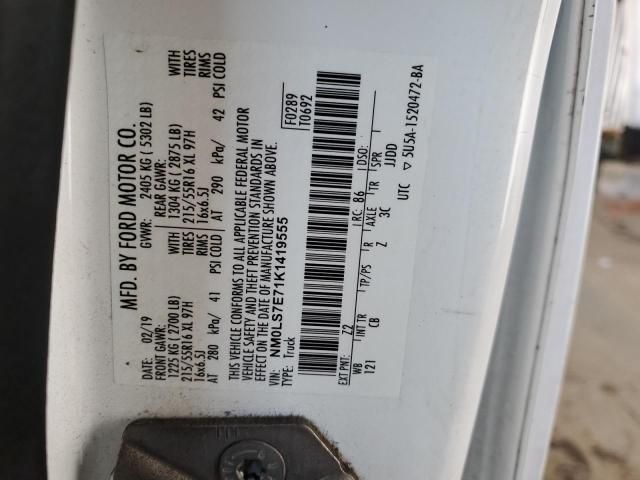 MFD. BY FORD MOTOR CO.
DATE: 02/19 GVWR: 2405 KG ( 5302 LB)
FRONT GAWR: REAR GAWR: WITH
1225 KG ( 2700 LB) 1304 KG ( 2875 LB) TIRES
215/55R16 XL 97H WITH TIRES 215/55R16 XL 97H RIMS
16x6.5J RIMS 16x6.5J
AT 280 kPa/ 41 PSI COLD AT 290 kPa/ 42 PSI COLD
THIS VEHICLE CONFORMS TO ALL APPLICABLE FEDERAL MOTOR
VEHICLE SAFETY AND THEFT PREVENTION STANDARDS IN
EFFECT ON THE DATE OF MANUFACTURE SHOWN ABOVE.
VIN: NM0LS7E71K1419555
TYPE: Truck
F0289
T0692
EXT PNT: Z2 RC: 86 DSO:
WB INT TR TP/PS R AXLE TR SPR
121 CB Z 3C JJDD
UTC ▽ 5U5A-1520472-BA